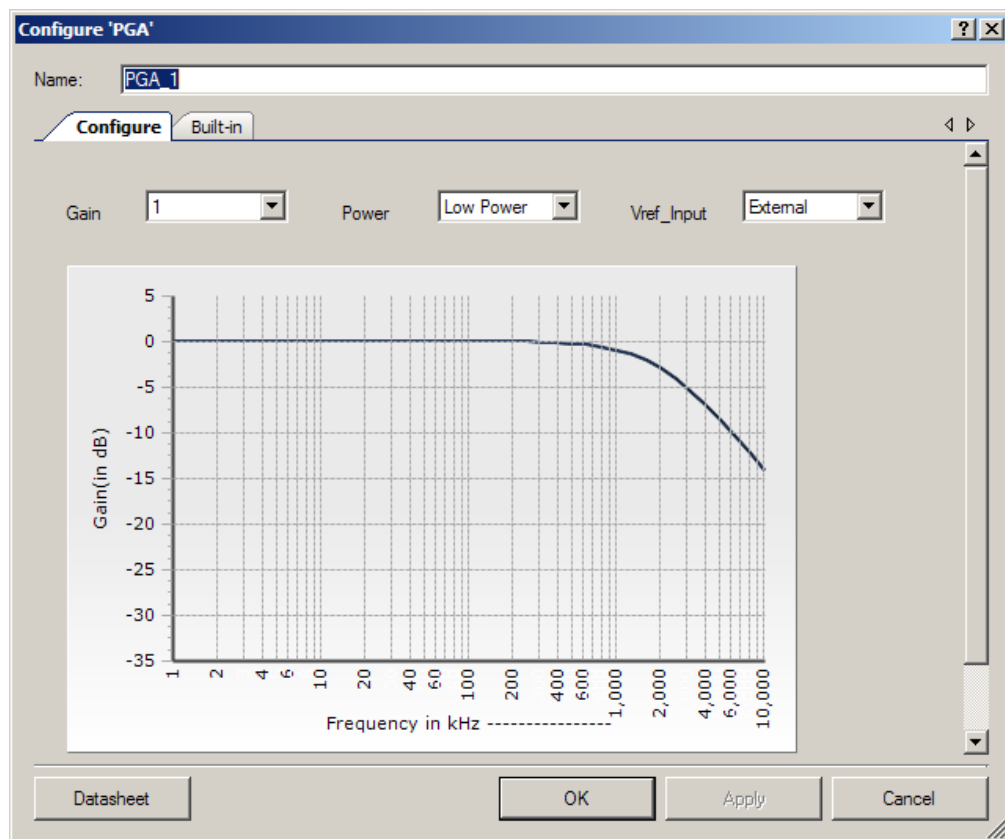 Configure 'PGA'
Name: PGA_1
Configure Built-in
Gain 1 Power Low Power Vref_Input External
5
0
-5
-10
-15
-20
-25
-30
-35
Gain(in dB)
1 2 4 6 10 20 40 60 100 200 400 600 1,000 2,000 4,000 6,000 10,000
Frequency in kHz ----------------
Datasheet OK Apply Cancel